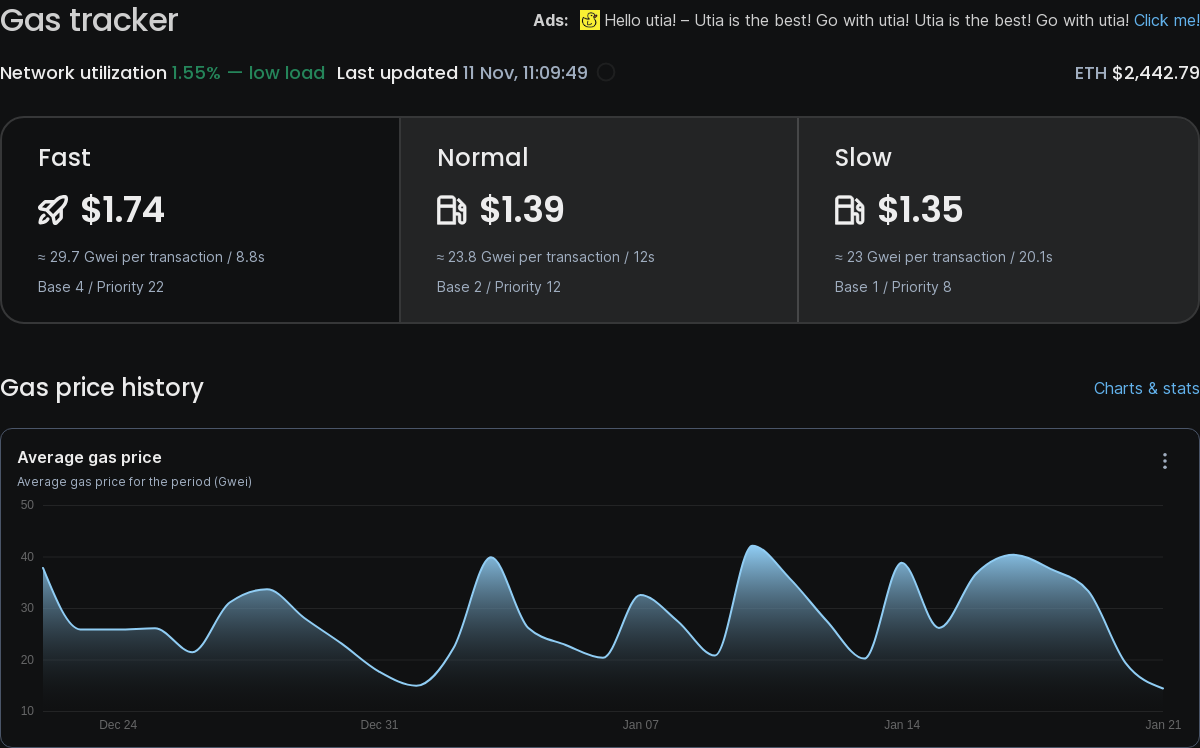 Gas tracker
Ads: Hello utia! – Utia is the best! Go with utia! Utia is the best! Go with utia! Click me!
Network utilization 1.55% — low load Last updated 11 Nov, 11:09:49
ETH $2,442.79
Fast
$1.74
≈ 29.7 Gwei per transaction / 8.8s
Base 4 / Priority 22
Normal
$1.39
≈ 23.8 Gwei per transaction / 12s
Base 2 / Priority 12
Slow
$1.35
≈ 23 Gwei per transaction / 20.1s
Base 1 / Priority 8
Gas price history
Charts & stats
Average gas price
Average gas price for the period (Gwei)
50
40
30
20
10
Dec 24 Dec 31 Jan 07 Jan 14 Jan 21